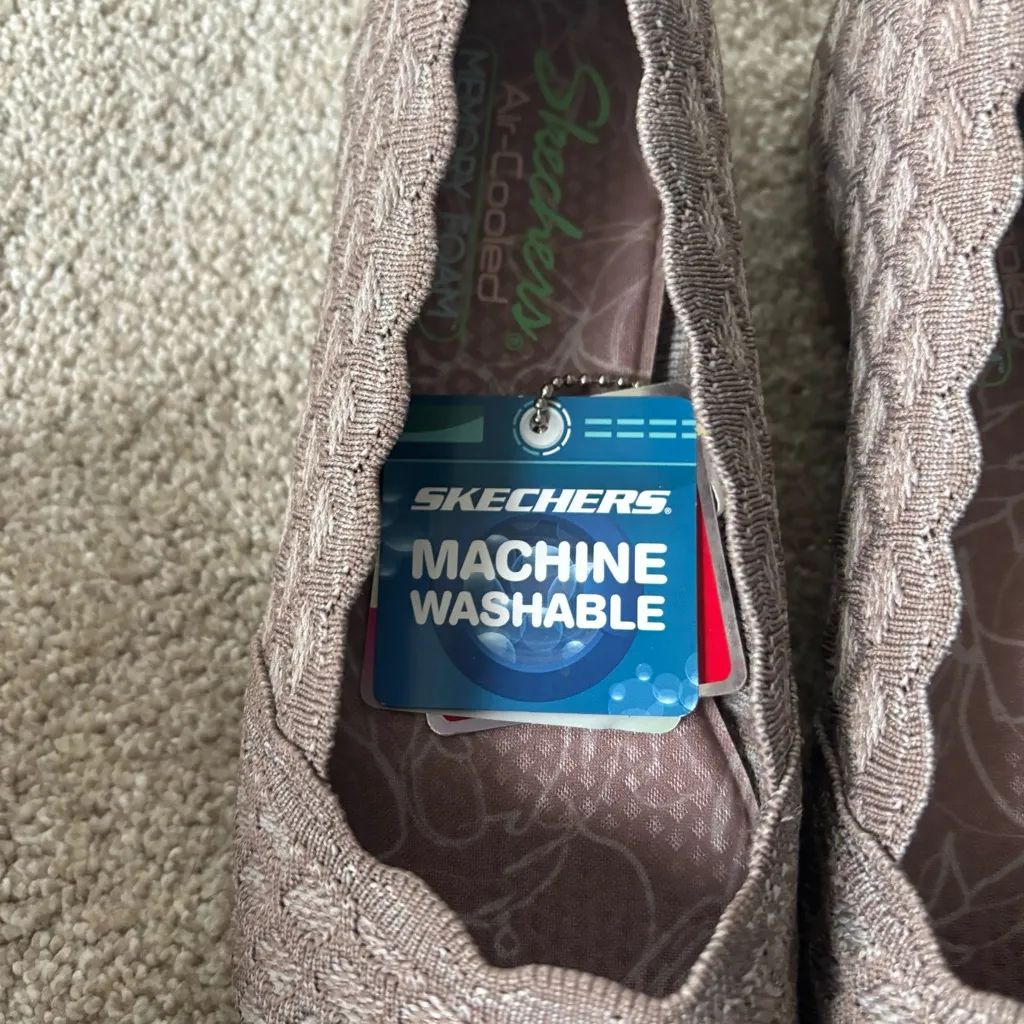 Skechers®
Air-Cooled
MEMORY FOAM
SKECHERS®
MACHINE
WASHABLE